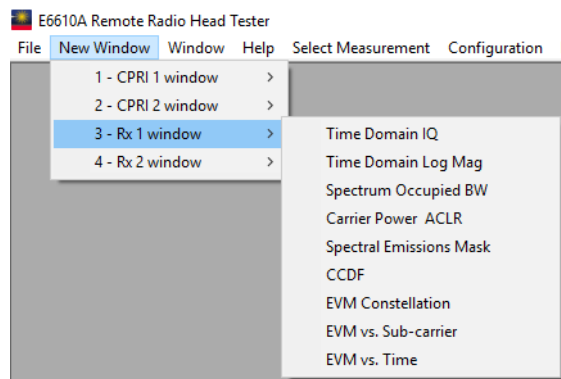 E6610A Remote Radio Head Tester
File New Window Window Help Select Measurement Configuration
1 - CPRI 1 window >
2 - CPRI 2 window >
3 - Rx 1 window >
4 - Rx 2 window >
Time Domain IQ
Time Domain Log Mag
Spectrum Occupied BW
Carrier Power ACLR
Spectral Emissions Mask
CCDF
EVM Constellation
EVM vs. Sub-carrier
EVM vs. Time